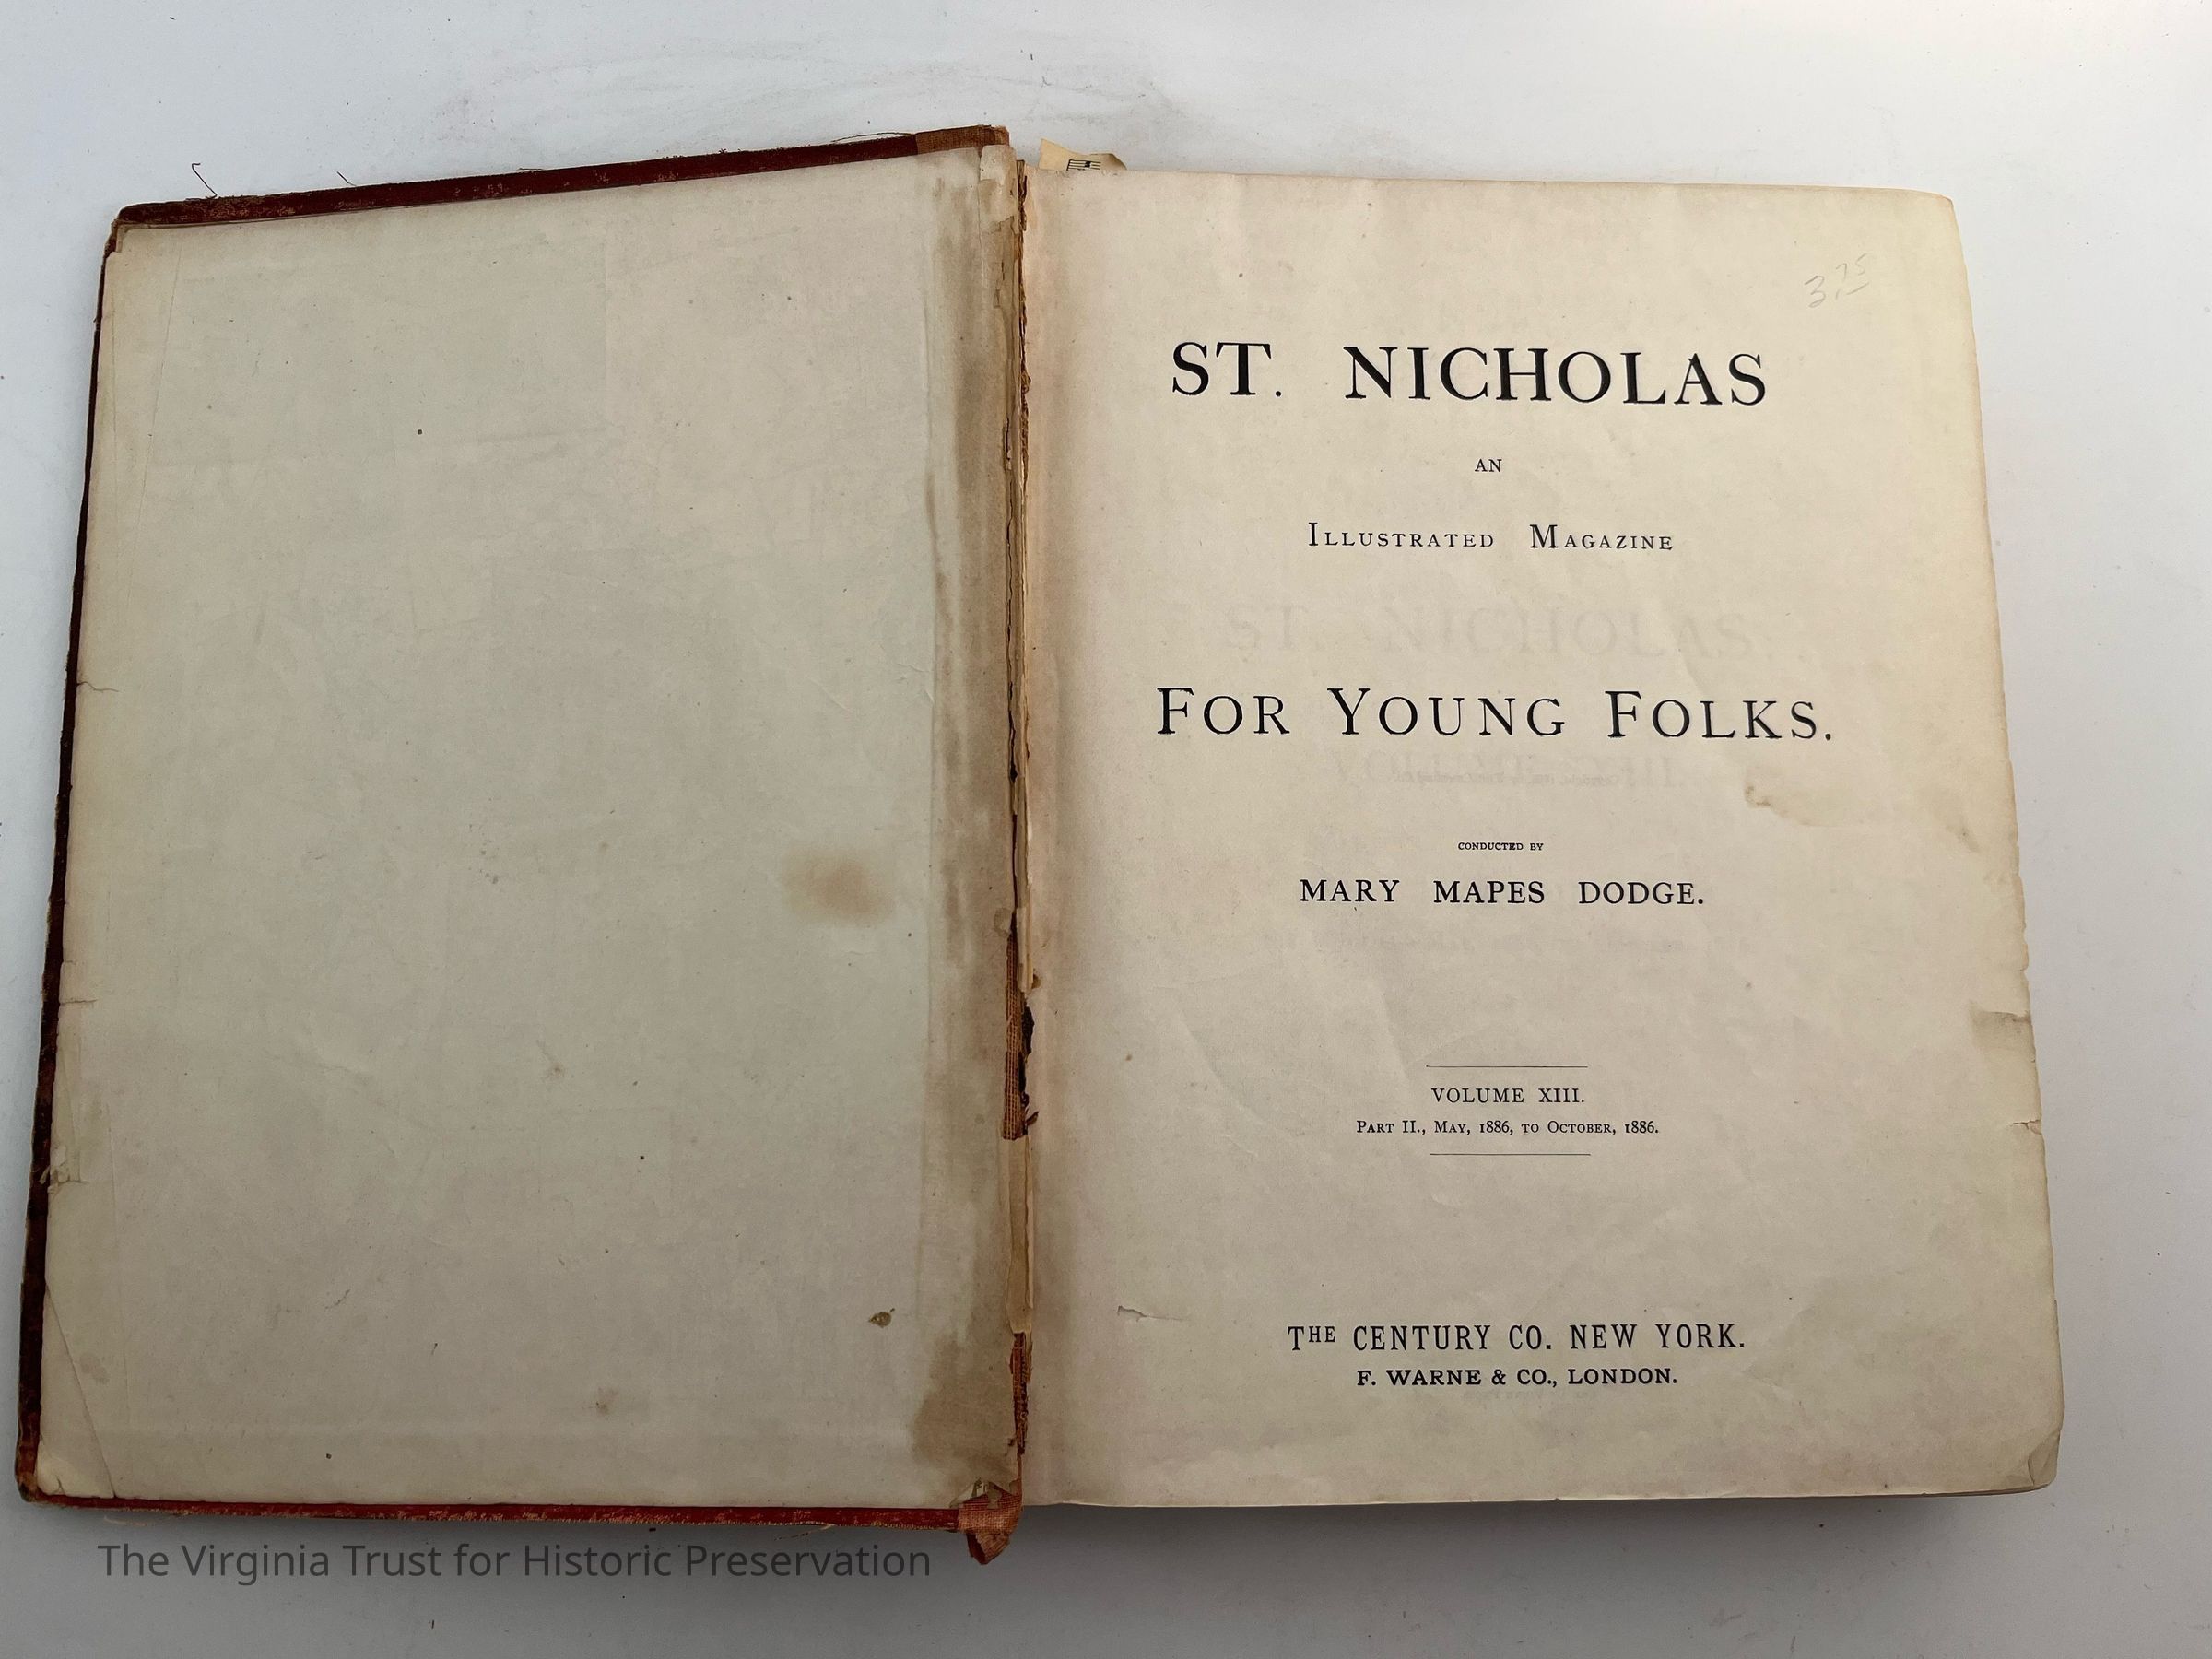 3.75
ST. NICHOLAS
AN
ILLUSTRATED MAGAZINE
ST. NICHOLAS
FOR YOUNG FOLKS.
CONDUCTED BY
MARY MAPES DODGE.
VOLUME XIII.
PART II., MAY, 1886, TO OCTOBER, 1886.
THE CENTURY CO. NEW YORK.
F. WARNE & CO., LONDON.
The Virginia Trust for Historic Preservation